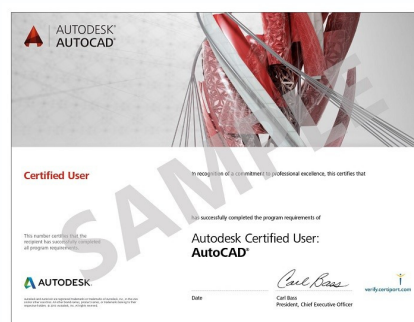 AUTODESK®
AUTOCAD®
Certified User
In recognition of a commitment to professional excellence, this certifies that
has successfully completed the program requirements of
This number certifies that the
recipient has successfully completed
all program requirements.
Autodesk Certified User:
AutoCAD®
SAMPLE
AUTODESK.
Carl Bass
verify.certiport.com
Date
Carl Bass
President, Chief Executive Officer